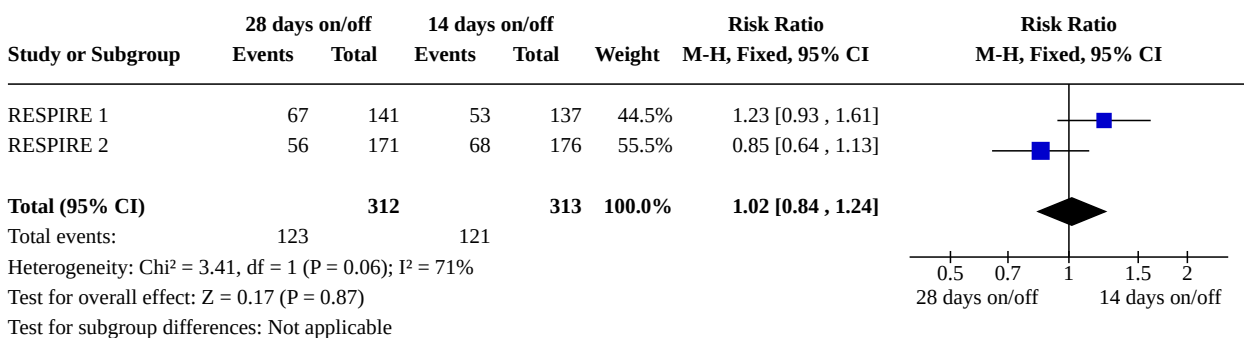 28 days on/off 14 days on/off Risk Ratio Risk Ratio
Study or Subgroup Events Total Events Total Weight M-H, Fixed, 95% CI M-H, Fixed, 95% CI
RESPIRE 1 67 141 53 137 44.5% 1.23 [0.93 , 1.61]
RESPIRE 2 56 171 68 176 55.5% 0.85 [0.64 , 1.13]
Total (95% CI) 312 313 100.0% 1.02 [0.84 , 1.24]
Total events: 123 121
Heterogeneity: Chi² = 3.41, df = 1 (P = 0.06); I² = 71%
0.5 0.7 1 1.5 2
Test for overall effect: Z = 0.17 (P = 0.87)
28 days on/off 14 days on/off
Test for subgroup differences: Not applicable